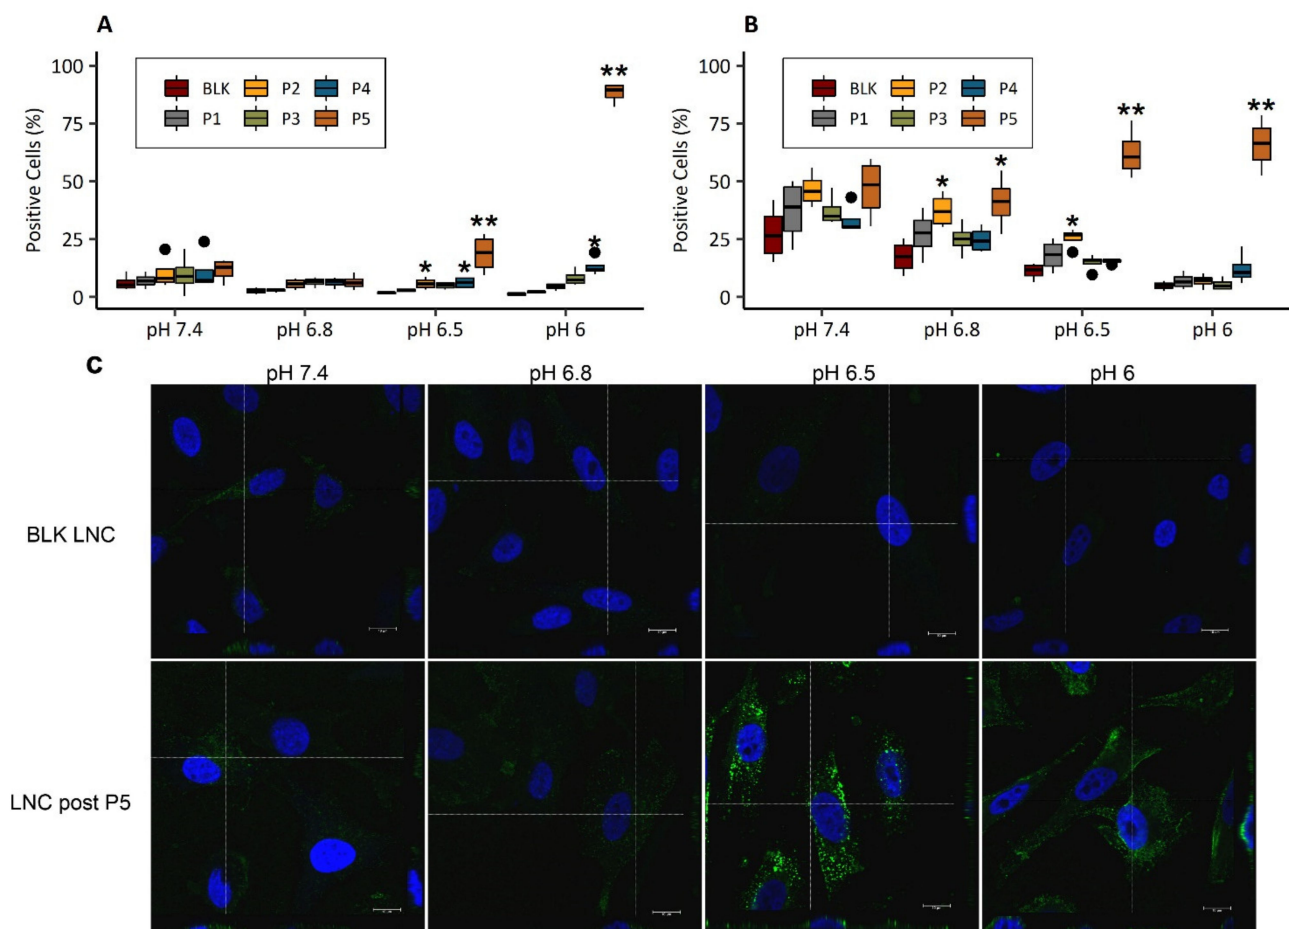 A
B
100
75
50
25
0
Positive Cells (%)
BLK P2 P4
P1 P3 P5
**
* * ** *
pH 7.4 pH 6.8 pH 6.5 pH 6
100
75
50
25
0
Positive Cells (%)
BLK P2 P4
P1 P3 P5
** **
* * *
pH 7.4 pH 6.8 pH 6.5 pH 6
C
pH 7.4 pH 6.8 pH 6.5 pH 6
BLK LNC
LNC post P5